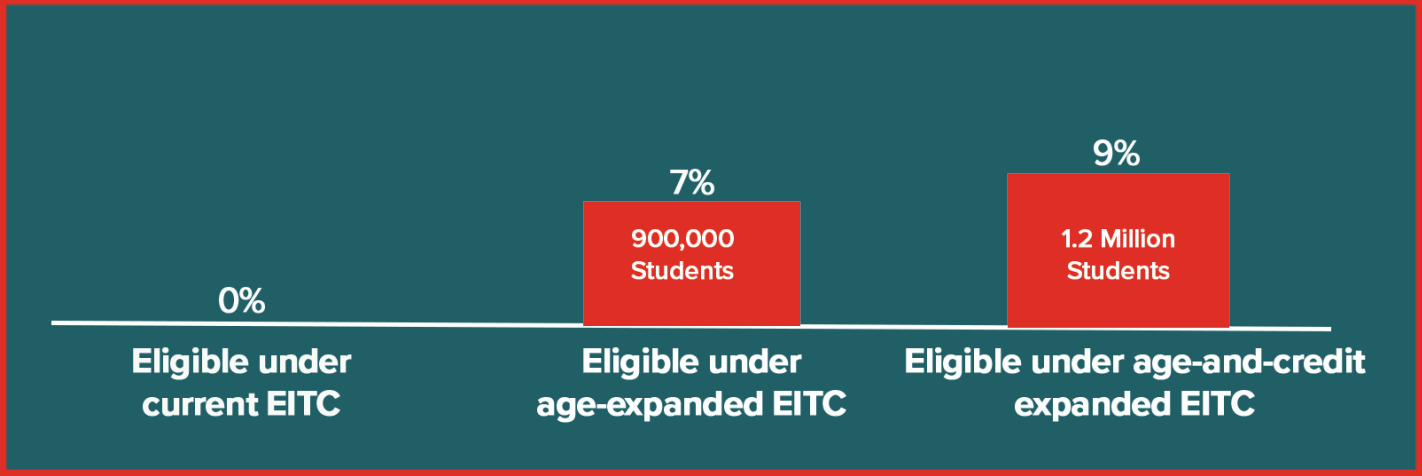 0%
Eligible under
current EITC
7%
900,000
Students
Eligible under
age-expanded EITC
9%
1.2 Million
Students
Eligible under age-and-credit
expanded EITC